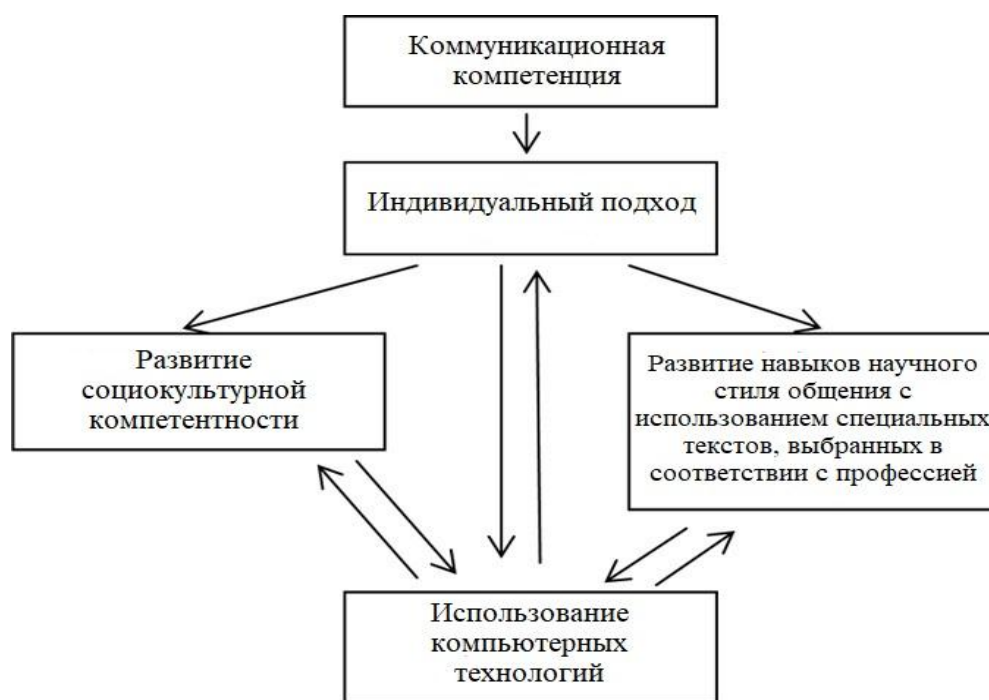 Коммуникационная
компетенция
Индивидуальный подход
Развитие
социокультурной
компетентности
Развитие навыков научного
стиля общения с
использованием специальных
текстов, выбранных в
соответствии с профессией
Использование
компьютерных
технологий